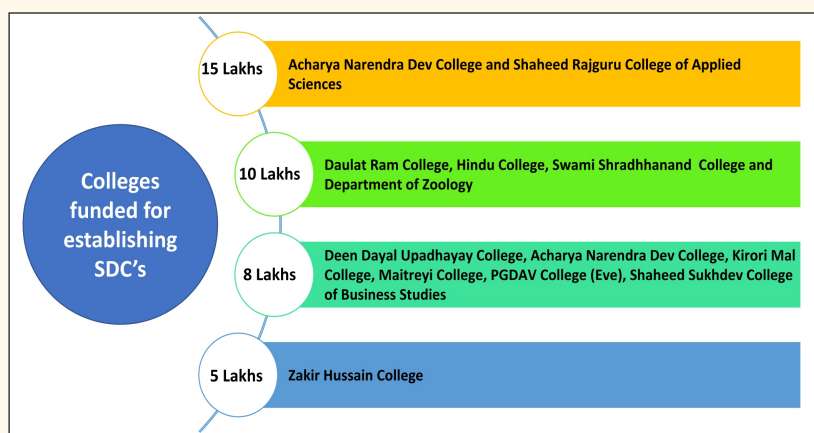 Colleges
funded for
establishing
SDC's
15 Lakhs
Acharya Narendra Dev College and Shaheed Rajguru College of Applied
Sciences
10 Lakhs
Daulat Ram College, Hindu College, Swami Shradhhanand College and
Department of Zoology
8 Lakhs
Deen Dayal Upadhayay College, Acharya Narendra Dev College, Kirori Mal
College, Maitreyi College, PGDAV College (Eve), Shaheed Sukhdev College
of Business Studies
5 Lakhs
Zakir Hussain College